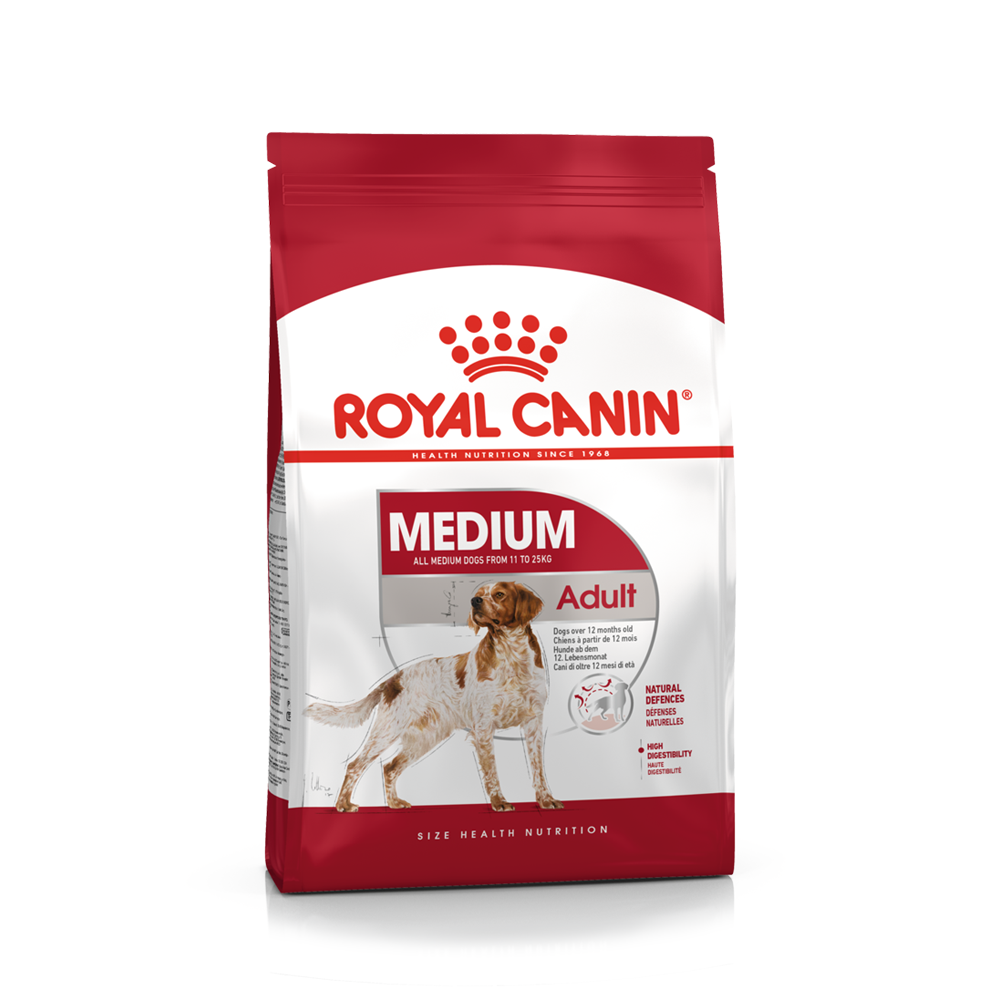 ROYAL CANIN®
HEALTH NUTRITION SINCE 1968
MEDIUM
ALL MEDIUM DOGS FROM 11 TO 25KG
Adult
Dogs over 12 months old
Chiens à partir de 12 mois
Hunde ab dem
12. Lebensmonat
Cani di oltre 12 mesi di età
NATURAL
DEFENCES
DÉFENSES
NATURELLES
HIGH
DIGESTIBILITY
HAUTE
DIGESTIBILITÉ
SIZE HEALTH NUTRITION